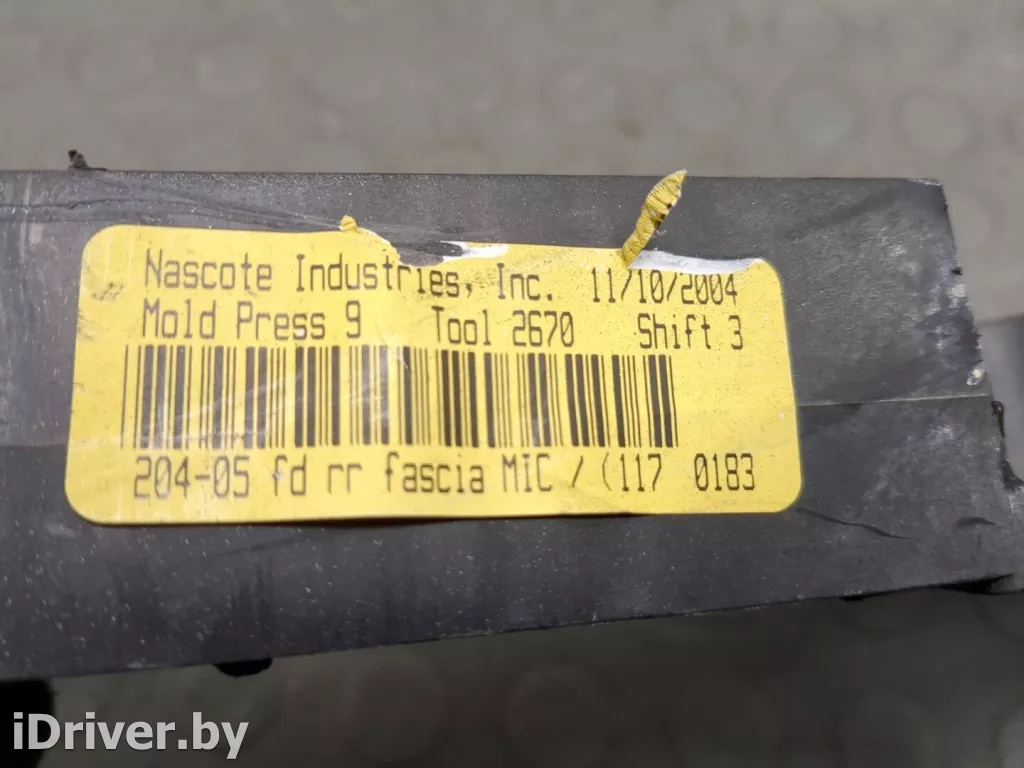 Nascote Industries, Inc. 11/10/2004
Mold Press 9 Tool 2670 Shift 3
204-05 fd rr fascia MIC / (117 0183
iDriver.by